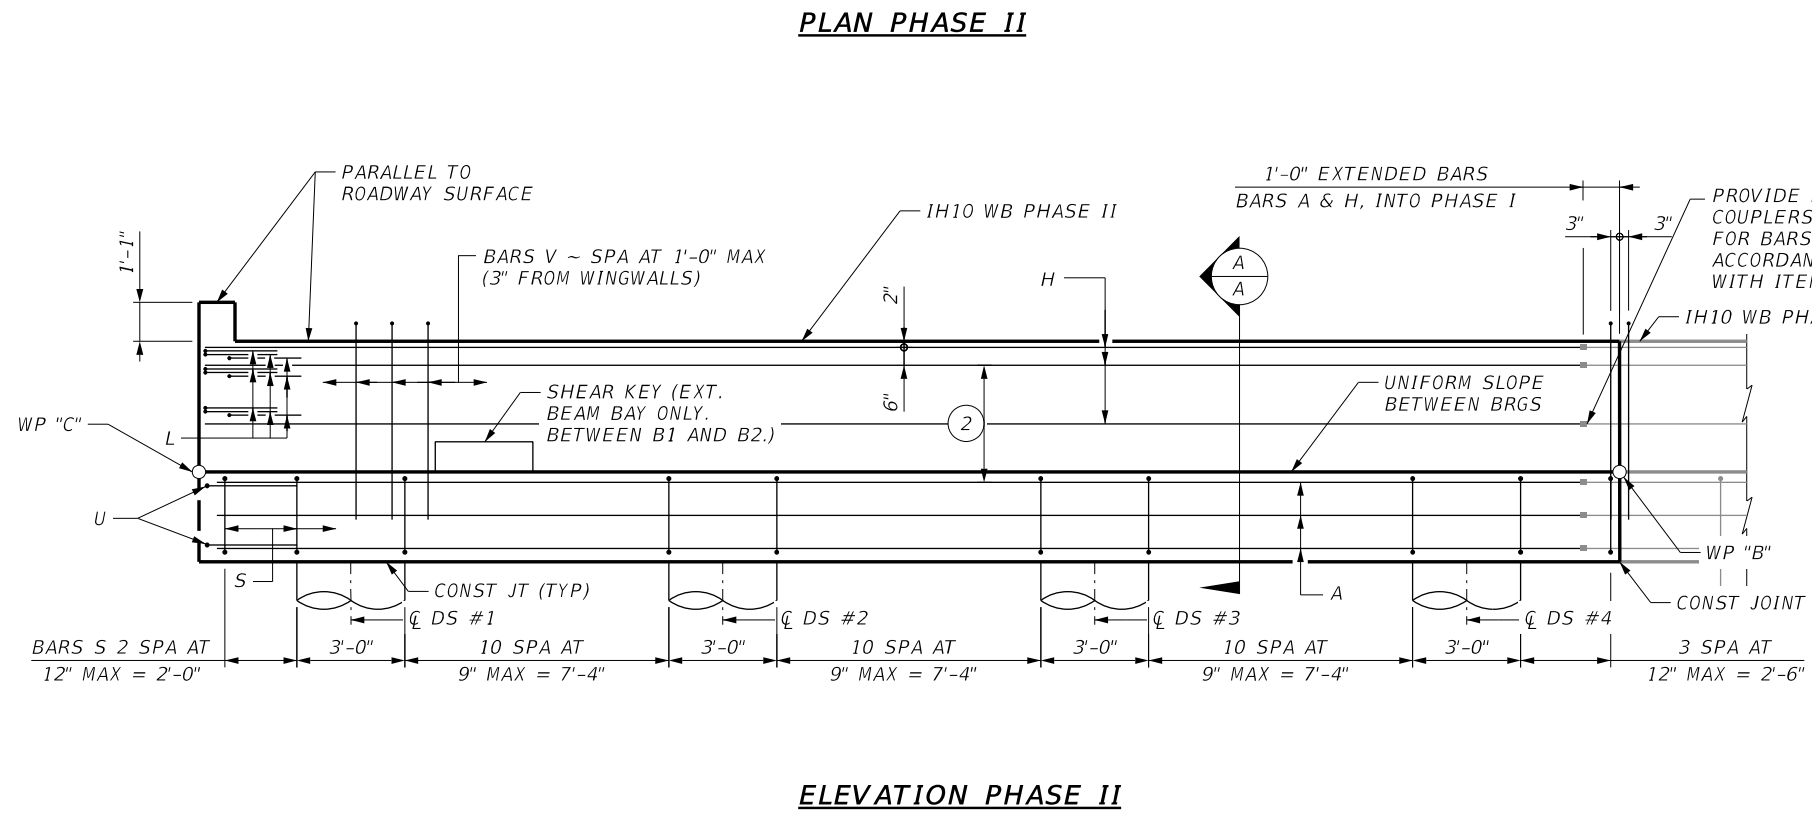 PLAN PHASE II
PARALLEL TO
ROADWAY SURFACE
1'-1"
BARS V ~ SPA AT 1'-0" MAX
(3" FROM WINGWALLS)
IH10 WB PHASE II
2"
6"
H
A
A
1'-0" EXTENDED BARS
BARS A & H, INTO PHASE I
3"
3"
PROVIDE
COUPLERS
FOR BARS
WITH
IH10 WB
SHEAR KEY (EXT.
BEAM BAY ONLY.
BETWEEN B1 AND B2.)
2
UNIFORM SLOPE
BETWEEN BRGS
WP "C"
L
U
S
CONST JT (TYP)
A
WP "B"
CONST JOINT
℄ DS #1
℄ DS #2
℄ DS #3
℄ DS #4
BARS S 2 SPA AT
12" MAX = 2'-0"
3'-0"
10 SPA AT
9" MAX = 7'-4"
3'-0"
10 SPA AT
9" MAX = 7'-4"
3'-0"
10 SPA AT
9" MAX = 7'-4"
3'-0"
3 SPA AT
12" MAX = 2'-6"
ELEVATION PHASE II